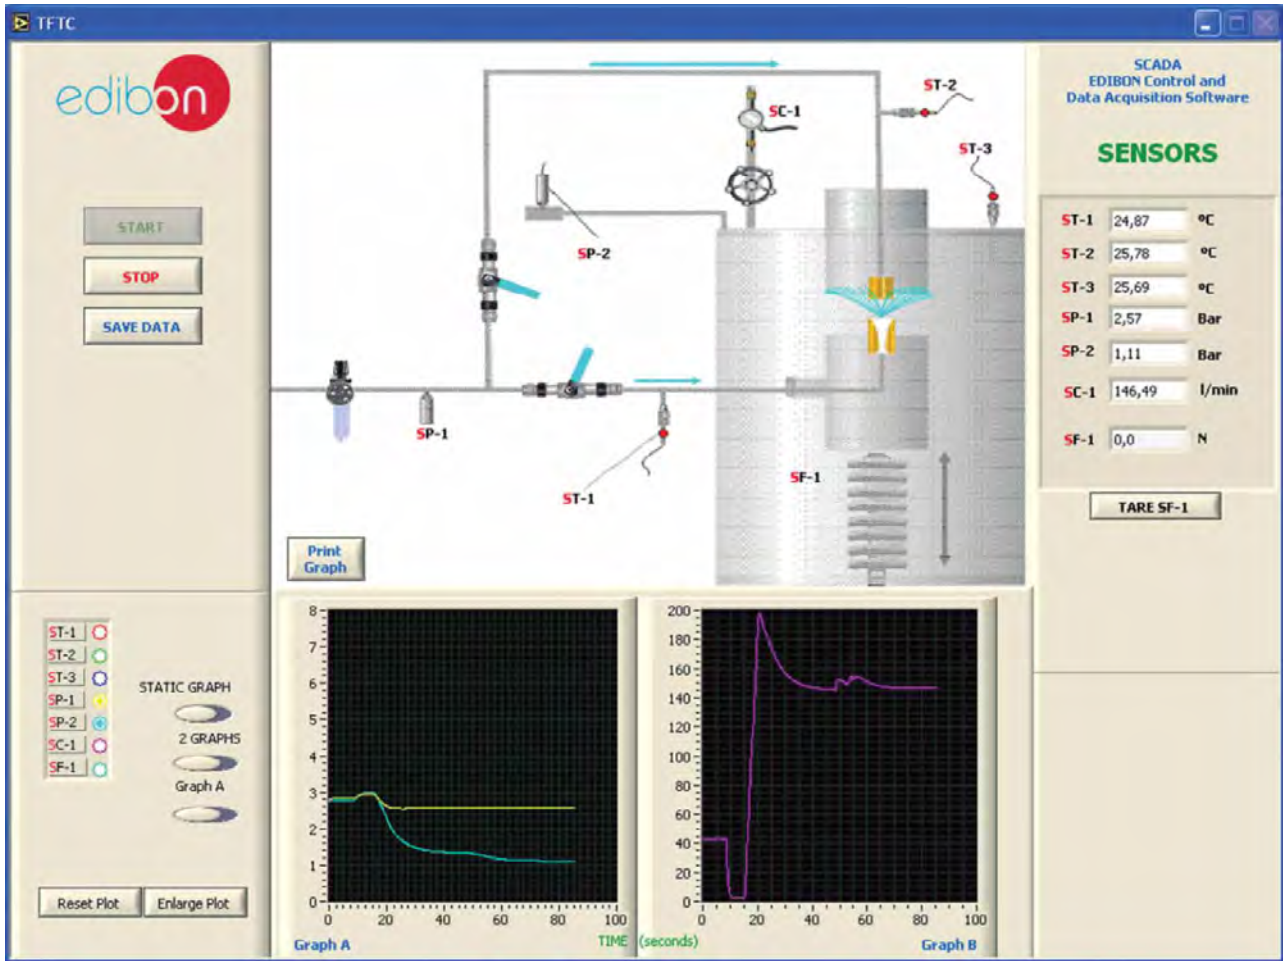 TFTC
edibon
START
STOP
SAVE DATA
ST-2
SC-1
ST-3
SP-2
SP-1
ST-1
SF-1
Print
Graph
SCADA
EDIBON Control and
Data Acquisition Software
SENSORS
ST-1 24,87 ºC
ST-2 25,78 ºC
ST-3 25,69 ºC
SP-1 2,57 Bar
SP-2 1,11 Bar
SC-1 146,49 l/min
SF-1 0,0 N
TARE SF-1
ST-1
ST-2
ST-3
SP-1
SP-2
SC-1
SF-1
STATIC GRAPH
2 GRAPHS
Graph A
Reset Plot Enlarge Plot
8
7
6
5
4
3
2
1
0
0 20 40 60 80 100
Graph A
TIME (seconds)
200
180
160
140
120
100
80
60
40
20
0
0 20 40 60 80 100
Graph B